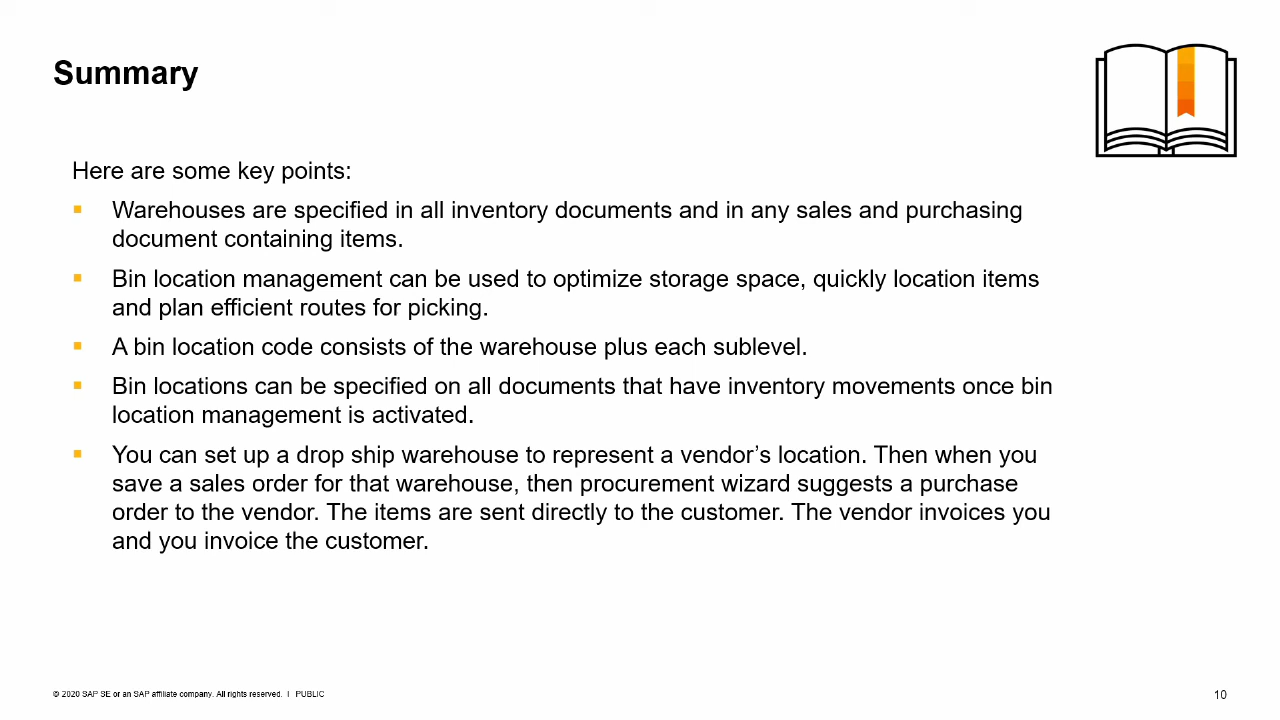 Summary
Here are some key points:
Warehouses are specified in all inventory documents and in any sales and purchasing
document containing items.
Bin location management can be used to optimize storage space, quickly location items
and plan efficient routes for picking.
A bin location code consists of the warehouse plus each sublevel.
Bin locations can be specified on all documents that have inventory movements once bin
location management is activated.
You can set up a drop ship warehouse to represent a vendor’s location. Then when you
save a sales order for that warehouse, then procurement wizard suggests a purchase
order to the vendor. The items are sent directly to the customer. The vendor invoices you
and you invoice the customer.
© 2020 SAP SE or an SAP affiliate company. All rights reserved. I PUBLIC
10